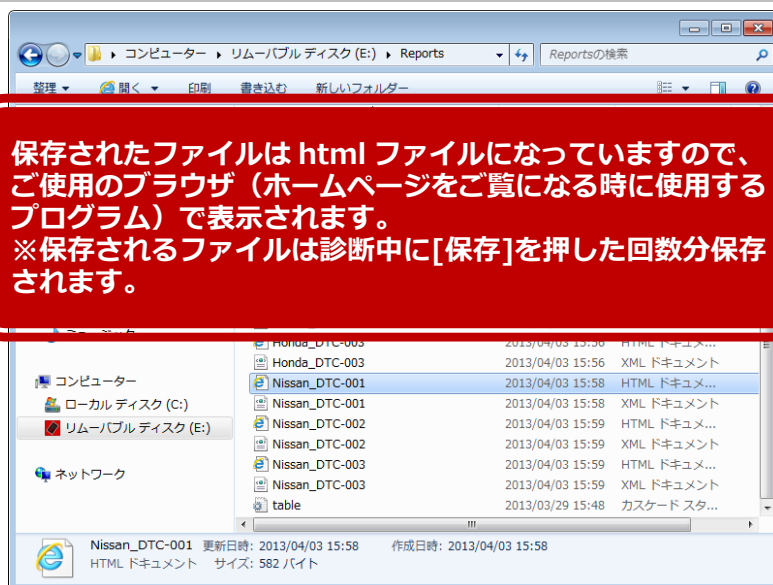 コンピューター ▸ リムーバブル ディスク (E:) ▸ Reports
Reportsの検索
整理 開く 印刷 書き込む 新しいフォルダー
保存されたファイルは html ファイルになっていますので、
ご使用のブラウザ（ホームページをご覧になる時に使用する
プログラム）で表示されます。
※保存されるファイルは診断中に[保存]を押した回数分保存
されます。
Honda_DTC-003 2013/04/03 15:56 HTML ドキュメ...
Honda_DTC-003 2013/04/03 15:56 XML ドキュメント
コンピューター Nissan_DTC-001 2013/04/03 15:58 HTML ドキュメ...
ローカル ディスク (C:) Nissan_DTC-001 2013/04/03 15:58 XML ドキュメント
リムーバブル ディスク (E:) Nissan_DTC-002 2013/04/03 15:59 HTML ドキュメ...
Nissan_DTC-002 2013/04/03 15:59 XML ドキュメント
ネットワーク Nissan_DTC-003 2013/04/03 15:59 HTML ドキュメ...
Nissan_DTC-003 2013/04/03 15:59 XML ドキュメント
table 2013/03/29 15:48 カスケード スタ...
Nissan_DTC-001 更新日時: 2013/04/03 15:58 作成日時: 2013/04/03 15:58
HTML ドキュメント サイズ: 582 バイト